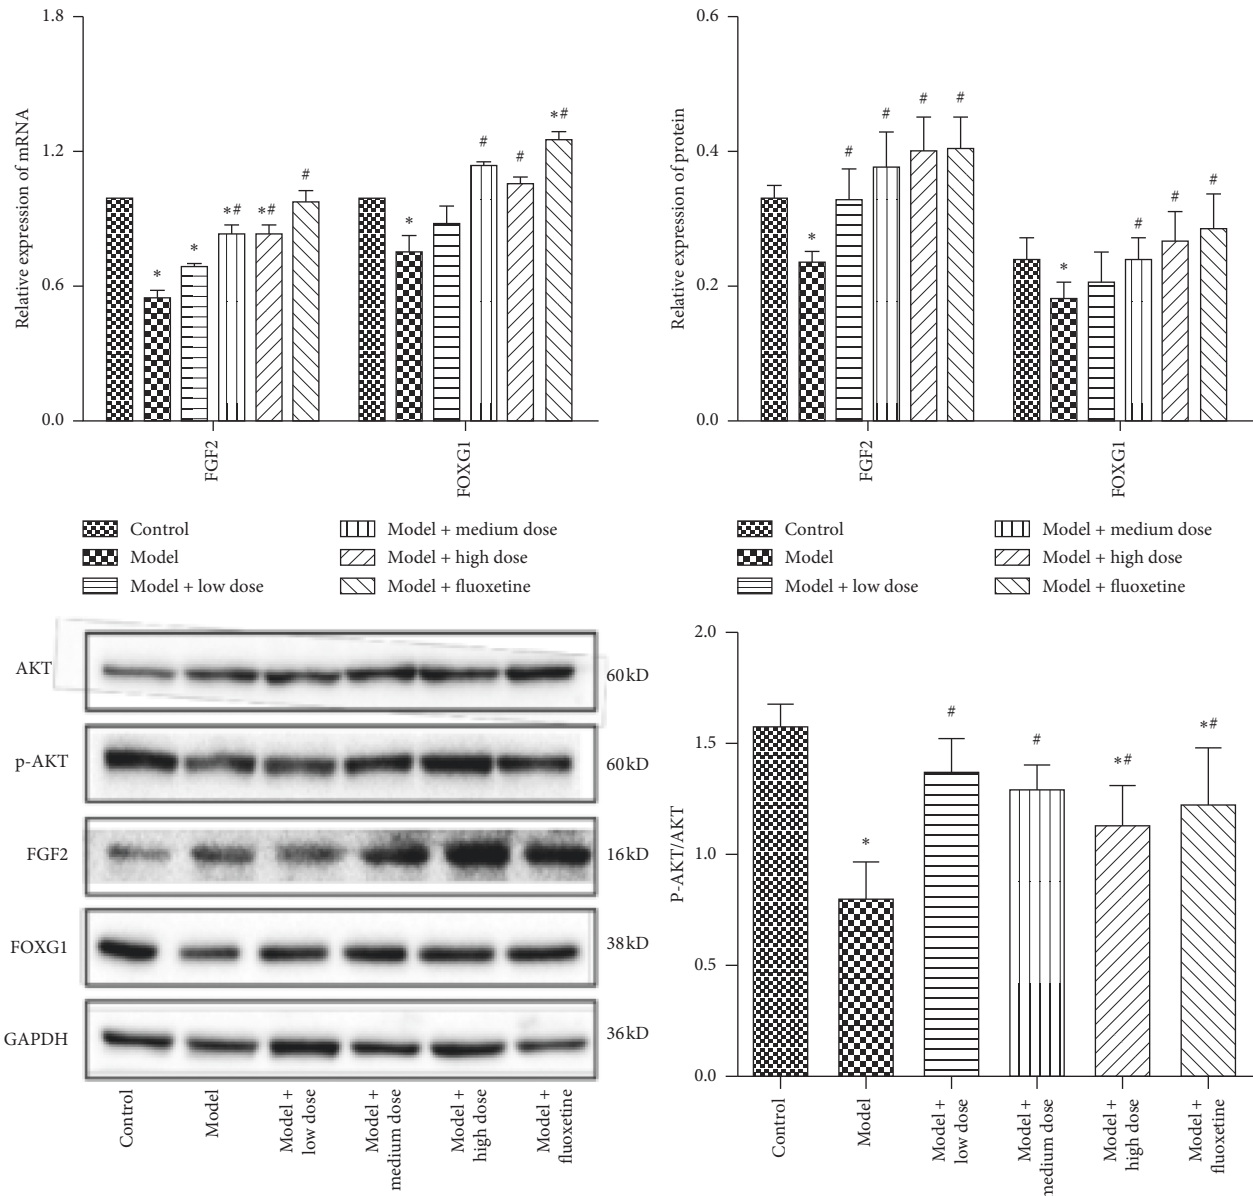 Relative expression of mRNA
1.8
1.2
0.6
0.0
* * *# *# # * # # *#
FGF2
FOXG1
Control
Model
Model + low dose
Model + medium dose
Model + high dose
Model + fluoxetine
Relative expression of protein
0.6
0.4
0.2
0.0
* # # # # * # # #
FGF2
FOXG1
Control
Model
Model + low dose
Model + medium dose
Model + high dose
Model + fluoxetine
AKT 60kD
p-AKT 60kD
FGF2 16kD
FOXG1 38kD
GAPDH 36kD
Control
Model
Model +
low dose
Model +
medium dose
Model +
high dose
Model +
fluoxetine
P-AKT/AKT
2.0
1.5
1.0
0.5
0.0
* # # *# *#
Control
Model
Model +
low dose
Model +
medium dose
Model +
high dose
Model +
fluoxetine